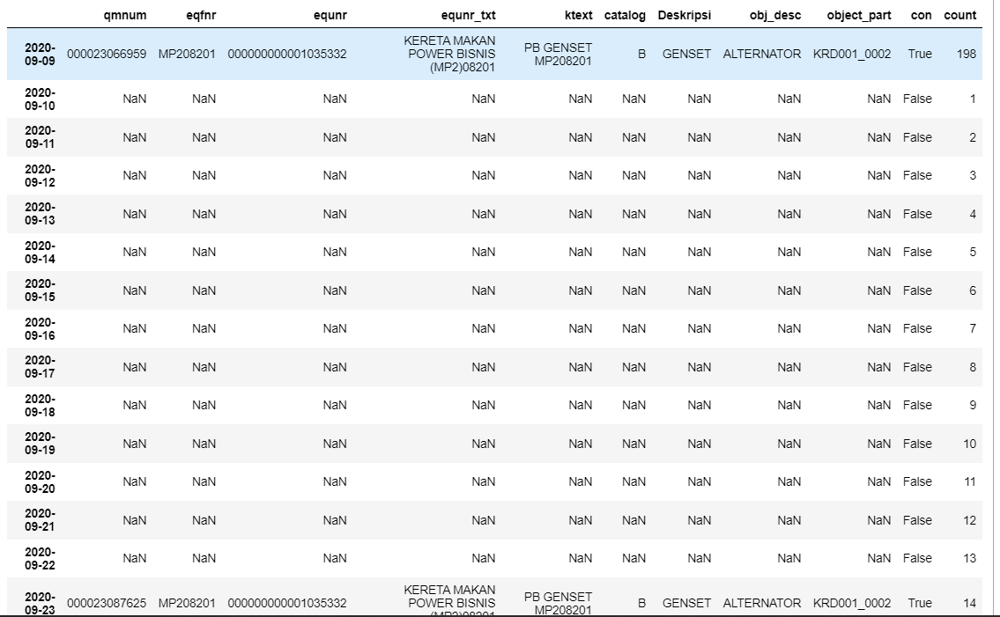 qmnum eqfnr equnr equnr_txt ktext catalog Deskripsi obj_desc object_part con count
2020-09-09 000023066959 MP208201 000000000001035332 KERETA MAKAN POWER BISNIS (MP2)08201 PB GENSET MP208201 B GENSET ALTERNATOR KRD001_0002 True 198
2020-09-10 NaN NaN NaN NaN NaN NaN NaN NaN NaN False 1
2020-09-11 NaN NaN NaN NaN NaN NaN NaN NaN NaN False 2
2020-09-12 NaN NaN NaN NaN NaN NaN NaN NaN NaN False 3
2020-09-13 NaN NaN NaN NaN NaN NaN NaN NaN NaN False 4
2020-09-14 NaN NaN NaN NaN NaN NaN NaN NaN NaN False 5
2020-09-15 NaN NaN NaN NaN NaN NaN NaN NaN NaN False 6
2020-09-16 NaN NaN NaN NaN NaN NaN NaN NaN NaN False 7
2020-09-17 NaN NaN NaN NaN NaN NaN NaN NaN NaN False 8
2020-09-18 NaN NaN NaN NaN NaN NaN NaN NaN NaN False 9
2020-09-19 NaN NaN NaN NaN NaN NaN NaN NaN NaN False 10
2020-09-20 NaN NaN NaN NaN NaN NaN NaN NaN NaN False 11
2020-09-21 NaN NaN NaN NaN NaN NaN NaN NaN NaN False 12
2020-09-22 NaN NaN NaN NaN NaN NaN NaN NaN NaN False 13
2020-09-23 000023087625 MP208201 000000000001035332 KERETA MAKAN POWER BISNIS (MP2)08201 PB GENSET MP208201 B GENSET ALTERNATOR KRD001_0002 True 14